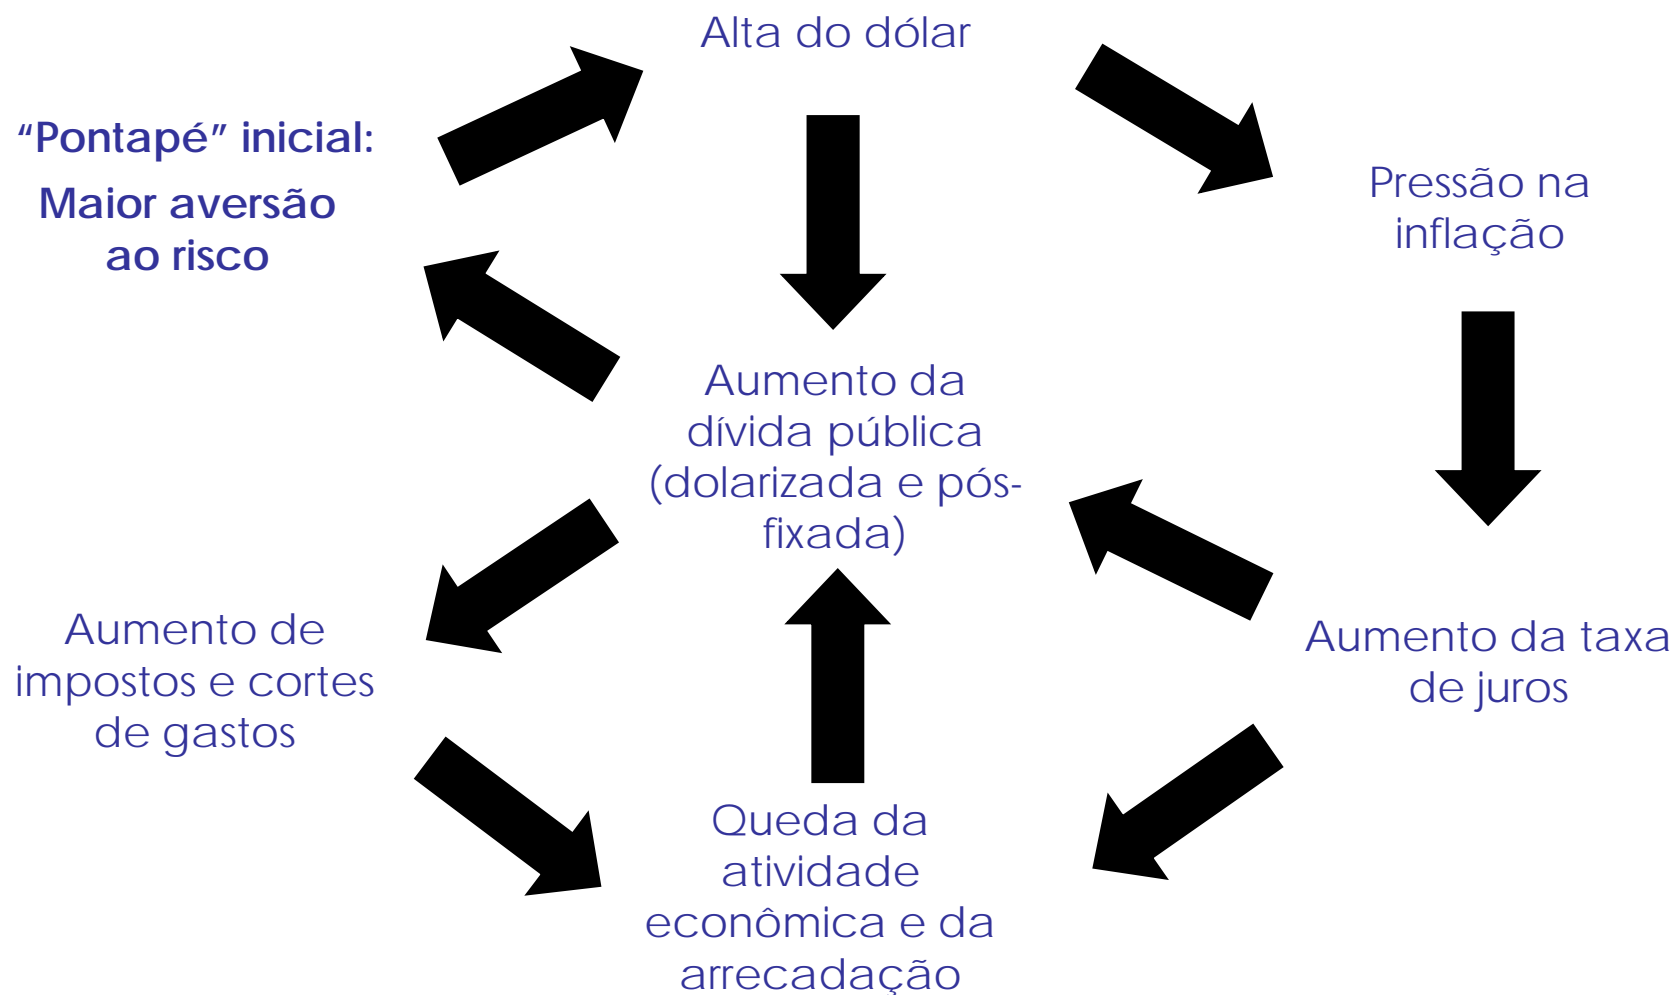 Alta do dólar
“Pontapé” inicial:
Maior aversão
ao risco
Pressão na
inflação
Aumento da
dívida pública
(dolarizada e pós-
fixada)
Aumento de
impostos e cortes
de gastos
Aumento da taxa
de juros
Queda da
atividade
econômica e da
arrecadação